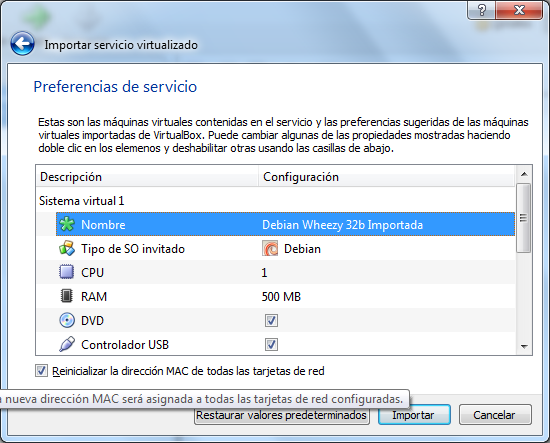 Importar servicio virtualizado
Preferencias de servicio
Estas son las máquinas virtuales contenidas en el servicio y las preferencias sugeridas de las máquinas
virtuales importadas de VirtualBox. Puede cambiar algunas de las propiedades mostradas haciendo
doble clic en los elemenos y deshabilitar otras usando las casillas de abajo.
Descripción Configuración
Sistema virtual 1
Nombre Debian Wheezy 32b Importada
Tipo de SO invitado Debian
CPU 1
RAM 500 MB
DVD
Controlador USB
Reinicializar la dirección MAC de todas las tarjetas de red
nueva dirección MAC será asignada a todas las tarjetas de red configuradas.
Restaurar valores predeterminados Importar Cancelar